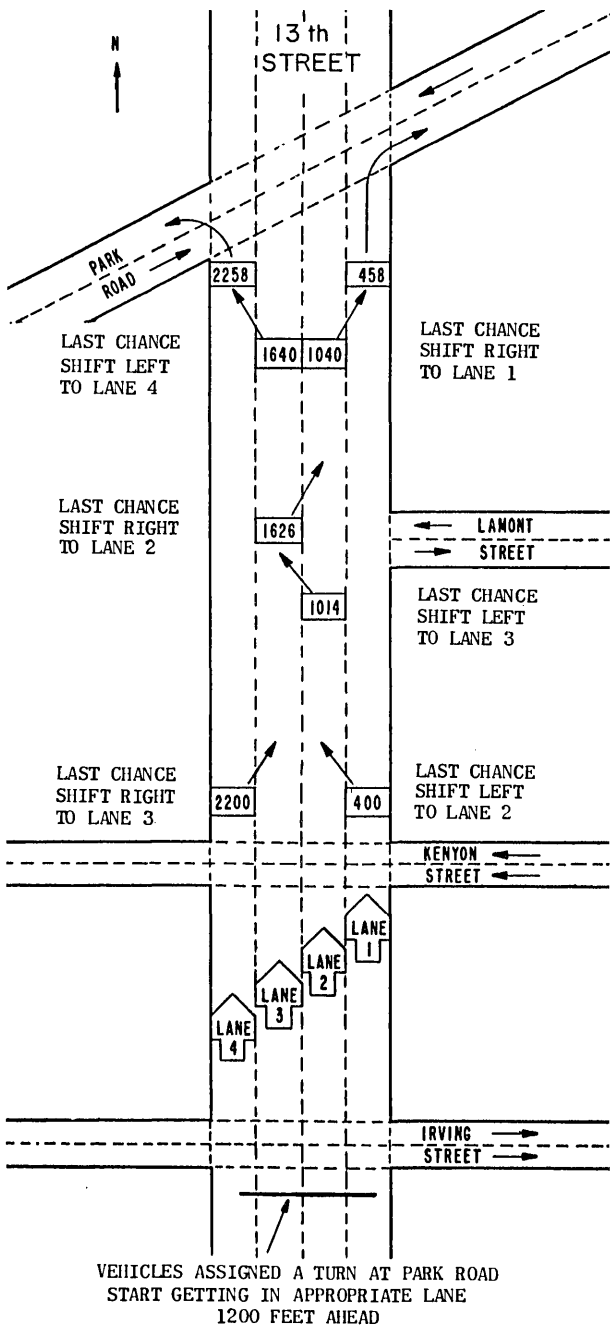 13th
STREET
N
PARK
ROAD
2258
458
1640
1040
LAST CHANCE
SHIFT LEFT
TO LANE 4
LAST CHANCE
SHIFT RIGHT
TO LANE 1
LAST CHANCE
SHIFT RIGHT
TO LANE 2
1626
LAMONT
STREET
1014
LAST CHANCE
SHIFT LEFT
TO LANE 3
LAST CHANCE
SHIFT RIGHT
TO LANE 3
2200
400
LAST CHANCE
SHIFT LEFT
TO LANE 2
KENYON
STREET
LANE
1
LANE
2
LANE
3
LANE
4
IRVING
STREET
VEHICLES ASSIGNED A TURN AT PARK ROAD
START GETTING IN APPROPRIATE LANE
1200 FEET AHEAD